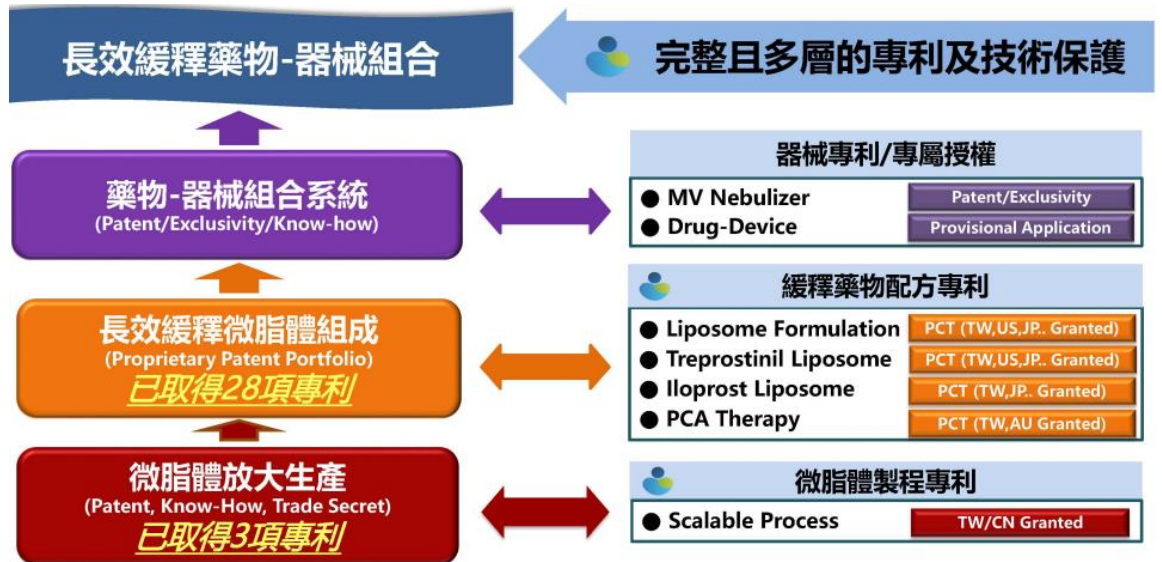 長效緩釋藥物-器械組合
完整且多層的專利及技術保護
藥物-器械組合系統
(Patent/Exclusivity/Know-how)
器械專利/專屬授權
● MV Nebulizer Patent/Exclusivity
● Drug-Device Provisional Application
長效緩釋微脂體組成
(Proprietary Patent Portfolio)
已取得28項專利
緩釋藥物配方專利
● Liposome Formulation PCT (TW,US,JP.. Granted)
● Treprostinil Liposome PCT (TW,US,JP.. Granted)
● Iloprost Liposome PCT (TW,JP.. Granted)
● PCA Therapy PCT (TW,AU Granted)
微脂體放大生產
(Patent, Know-How, Trade Secret)
已取得3項專利
微脂體製程專利
● Scalable Process TW/CN Granted